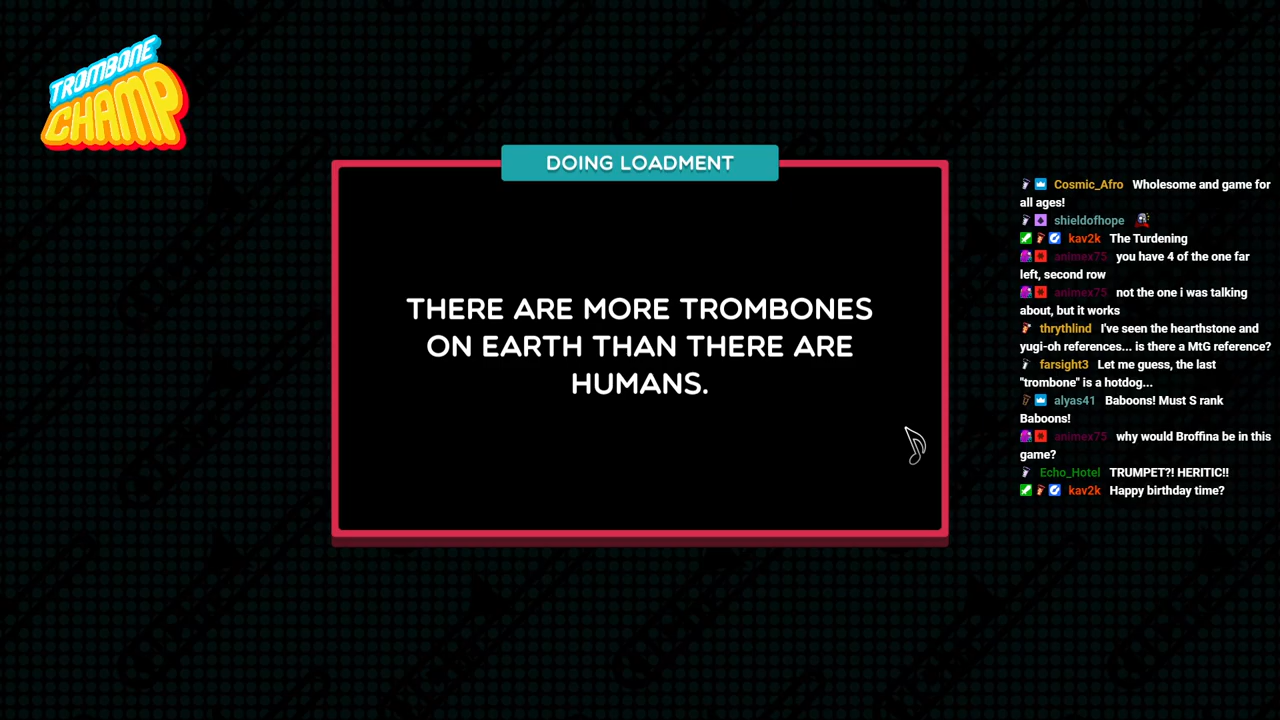 TROMBONE
CHAMP
DOING LOADMENT
THERE ARE MORE TROMBONES
ON EARTH THAN THERE ARE
HUMANS.
Cosmic_Afro Wholesome and game for
all ages!
shieldofhope
kav2k The Turdening
animex75 you have 4 of the one far
left, second row
animex75 not the one i was talking
about, but it works
thrythlind I've seen the hearthstone and
yugi-oh references... is there a MtG reference?
farsight3 Let me guess, the last
"trombone" is a hotdog...
alyas41 Baboons! Must S rank
Baboons!
animex75 why would Broffina be in this
game?
Echo_Hotel TRUMPET?! HERITIC!!
kav2k Happy birthday time?